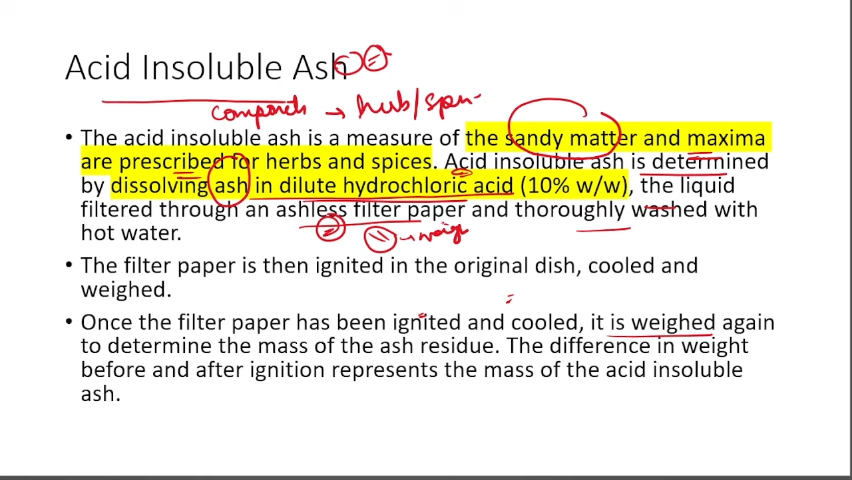 Acid Insoluble Ash
→ herb/
• The acid insoluble ash is a measure of the sandy matter and maxima
are prescribed for herbs and spices. Acid insoluble ash is determined
by dissolving ash in dilute hydrochloric acid (10% w/w), the liquid
filtered through an ashless filter paper and thoroughly washed with
hot water.
• The filter paper is then ignited in the original dish, cooled and
weighed.
• Once the filter paper has been ignited and cooled, it is weighed again
to determine the mass of the ash residue. The difference in weight
before and after ignition represents the mass of the acid insoluble
ash.